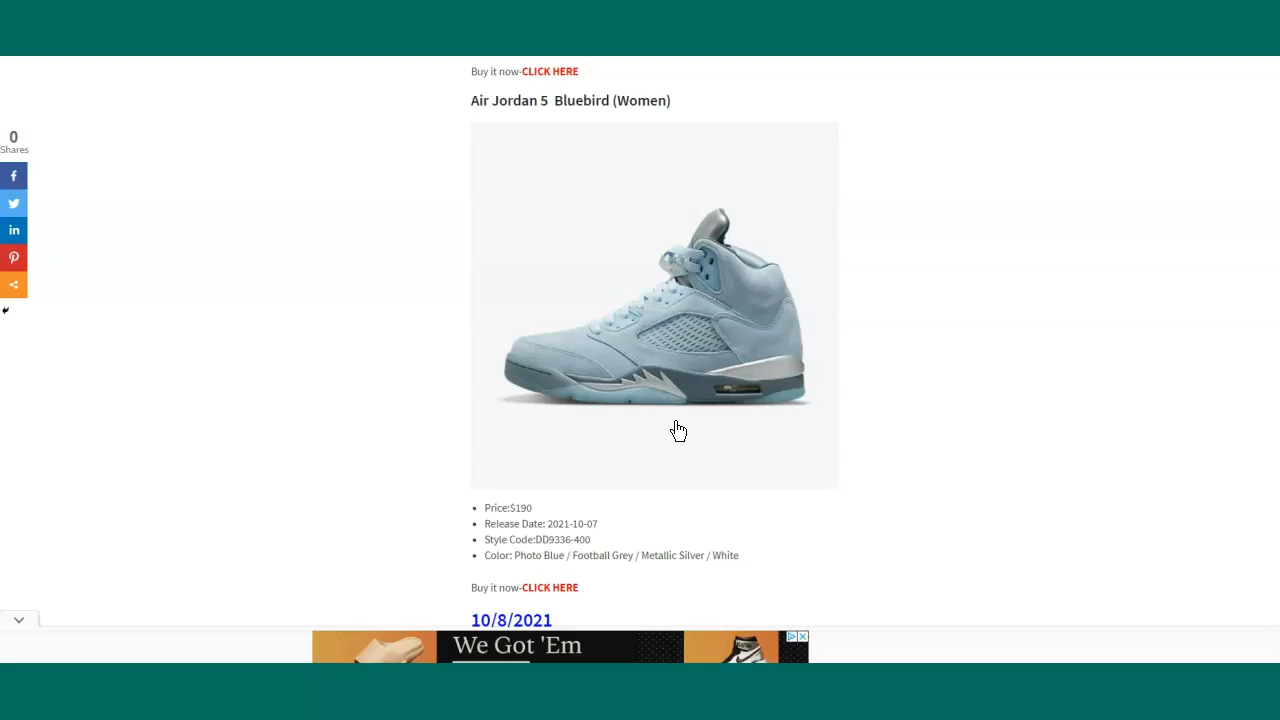 Buy it now-CLICK HERE
Air Jordan 5 Bluebird (Women)
0
Shares
Price:$190
Release Date: 2021-10-07
Style Code:DD9336-400
Color: Photo Blue / Football Grey / Metallic Silver / White
Buy it now-CLICK HERE
10/8/2021
We Got 'Em